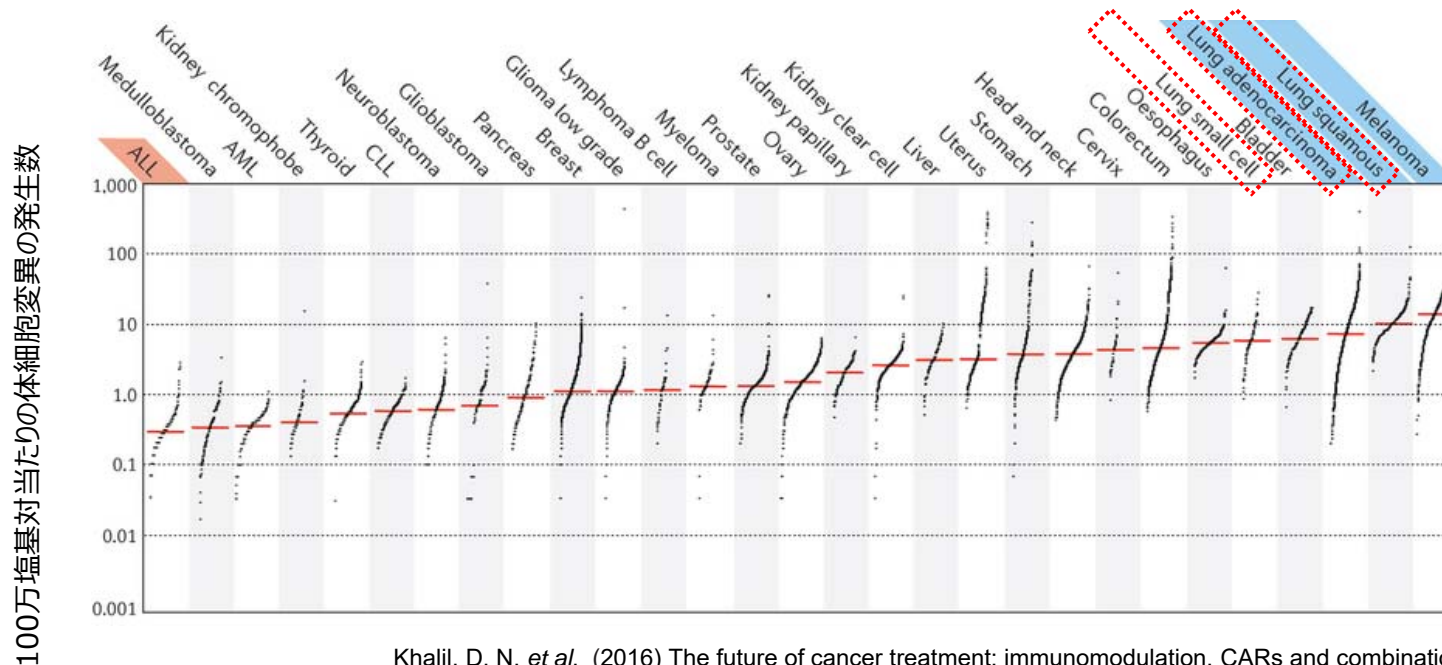 100万塩基対当たりの体細胞変異の発生数
ALL
Medulloblastoma
AML
Kidney chromophobe
Thyroid
CLL
Neuroblastoma
Glioblastoma
Pancreas
Breast
Glioma low grade
Lymphoma B cell
Myeloma
Prostate
Ovary
Kidney papillary
Kidney clear cell
Liver
Uterus
Stomach
Head and neck
Cervix
Colorectum
Oesophagus
Lung small cell
Bladder
Lung adenocarcinoma
Lung squamous
Melanoma
1,000
100
10
1.0
0.1
0.01
0.001
Khalil, D. N. et al. (2016) The future of cancer treatment: immunomodulation, CARs and combinatio